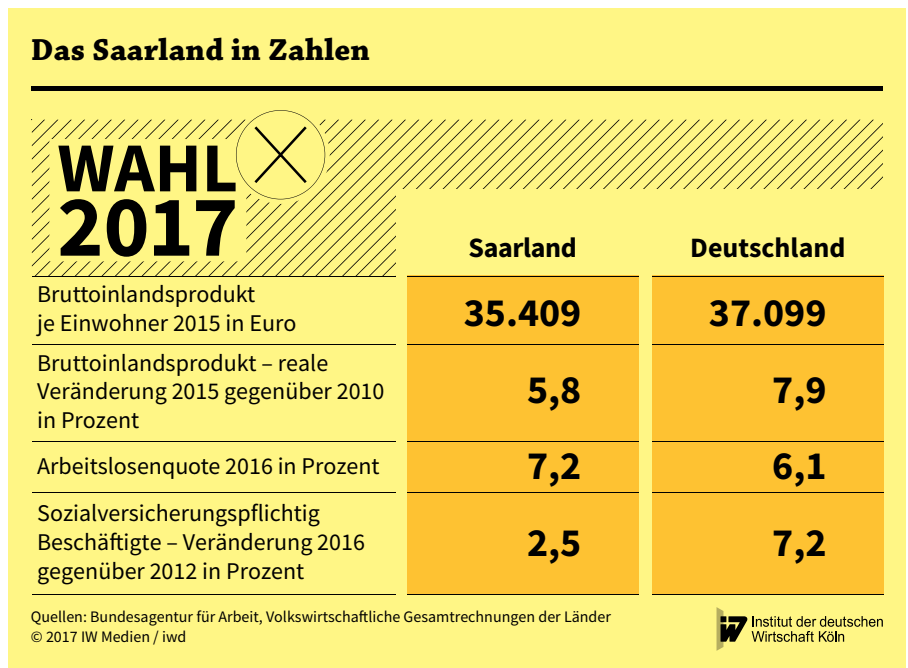 Das Saarland in Zahlen
WAHL
2017
Saarland
Deutschland
Bruttoinlandsprodukt
je Einwohner 2015 in Euro
35.409
37.099
Bruttoinlandsprodukt – reale
Veränderung 2015 gegenüber 2010
in Prozent
5,8
7,9
Arbeitslosenquote 2016 in Prozent
7,2
6,1
Sozialversicherungspflichtig
Beschäftigte – Veränderung 2016
gegenüber 2012 in Prozent
2,5
7,2
Quellen: Bundesagentur für Arbeit, Volkswirtschaftliche Gesamtrechnungen der Länder
© 2017 IW Medien / iwd
iw
Institut der deutschen
Wirtschaft Köln